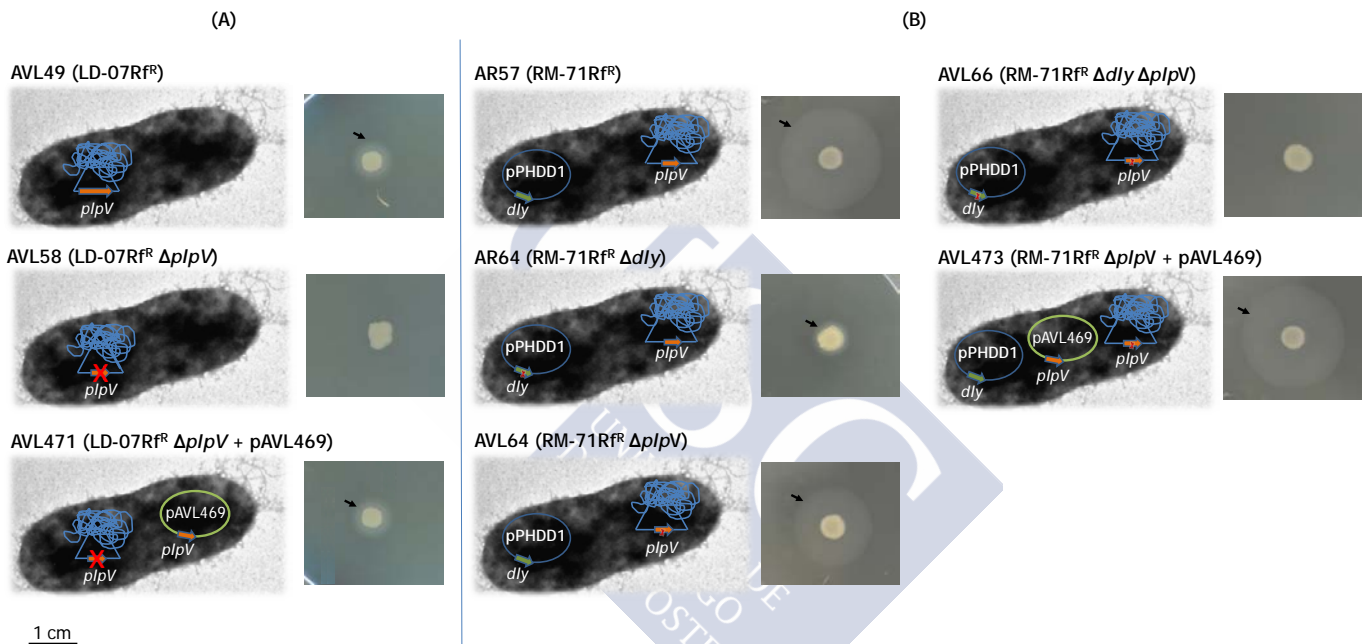 (A)
(B)
AVL49 (LD-07Rfᴿ)
plpV
AVL58 (LD-07Rfᴿ ΔplpV)
plpV
AVL471 (LD-07Rfᴿ ΔplpV + pAVL469)
pAVL469
plpV
plpV
1 cm
AR57 (RM-71Rfᴿ)
pPHDD1
dly
plpV
AR64 (RM-71Rfᴿ Δdly)
pPHDD1
dly
plpV
AVL64 (RM-71Rfᴿ ΔplpV)
pPHDD1
dly
plpV
AVL66 (RM-71Rfᴿ Δdly ΔplpV)
pPHDD1
dly
plpV
AVL473 (RM-71Rfᴿ ΔplpV + pAVL469)
pPHDD1
dly
pAVL469
plpV
plpV